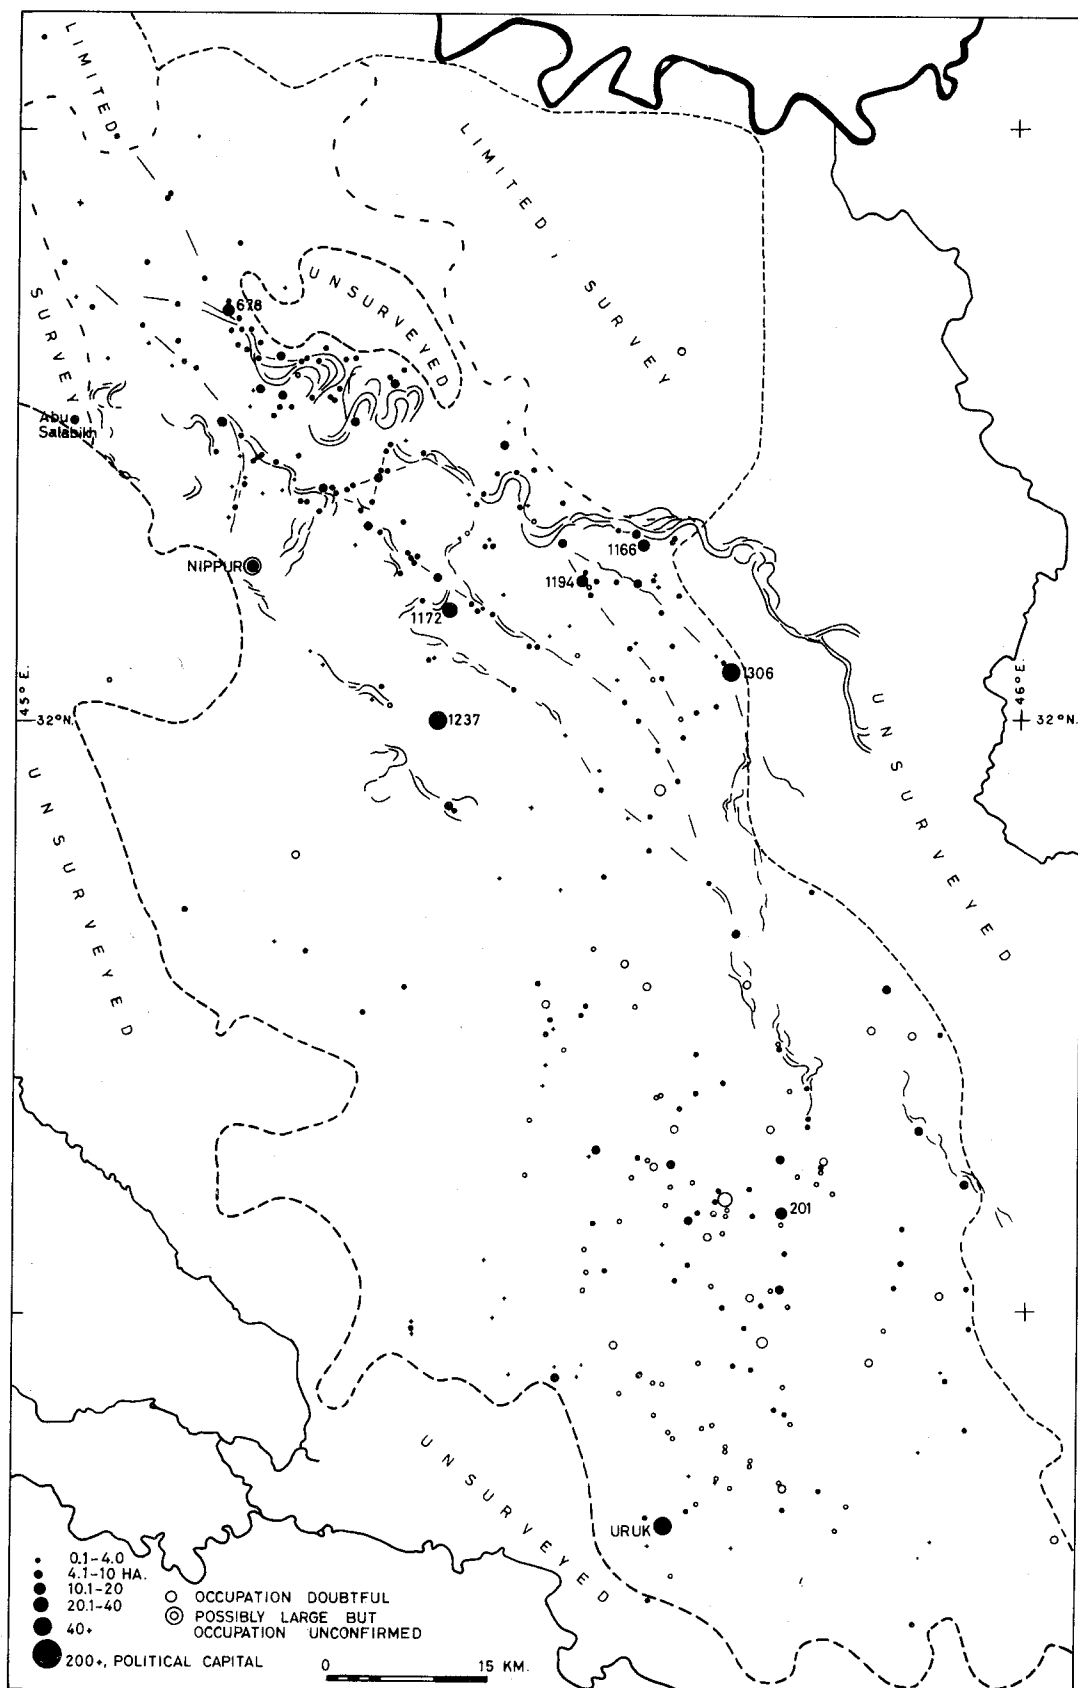 LIMITED
SURVEY
LIMITED SURVEY
UNSURVEYED
678
Abu
Salabikh
NIPPUR
1166
1194
1172
1306
1237
45° E.
32° N.
46° E.
32° N.
UNSURVEYED
UNSURVEYED
201
UNSURVEYED
URUK
0.1-4.0
4.1-10 HA.
10.1-20
20.1-40
40+
200+, POLITICAL CAPITAL
OCCUPATION DOUBTFUL
POSSIBLY LARGE BUT
OCCUPATION UNCONFIRMED
0 15 KM.